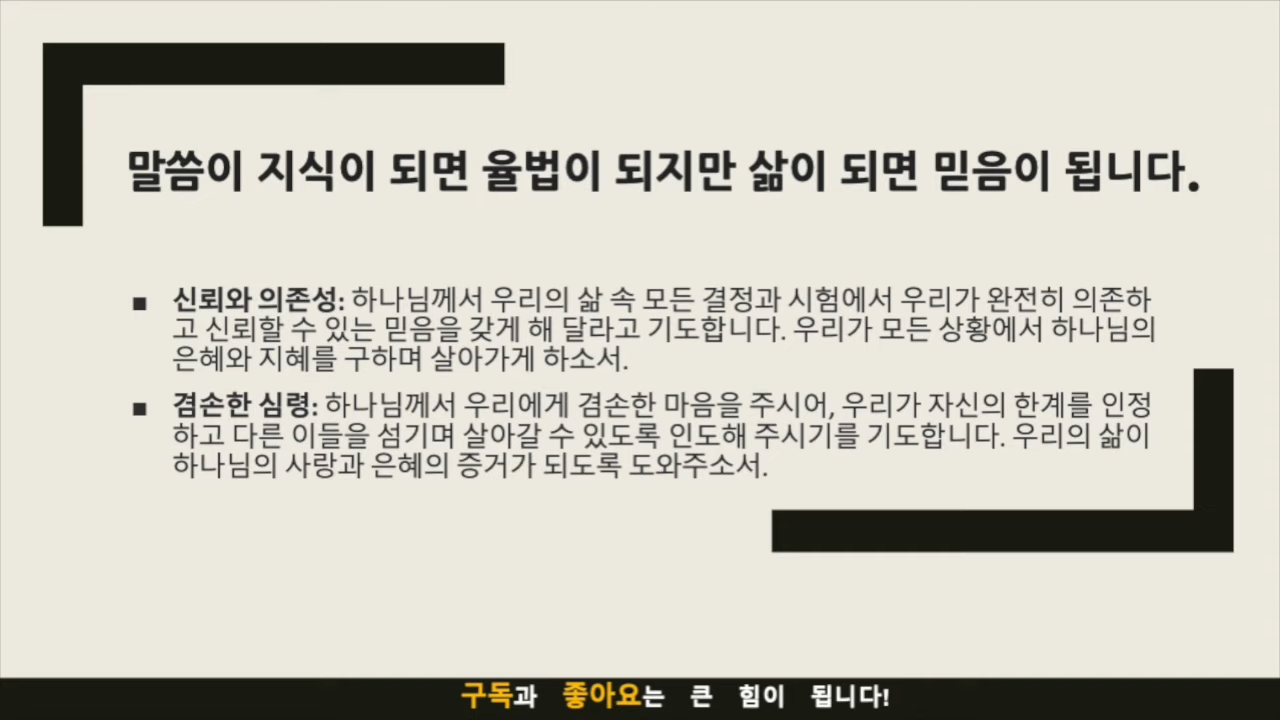 말씀이 지식이 되면 율법이 되지만 삶이 되면 믿음이 됩니다.
■ 신뢰와 의존성: 하나님께서 우리의 삶 속 모든 결정과 시험에서 우리가 완전히 의존하
고 신뢰할 수 있는 믿음을 갖게 해 달라고 기도합니다. 우리가 모든 상황에서 하나님의
은혜와 지혜를 구하며 살아가게 하소서.
■ 겸손한 심령: 하나님께서 우리에게 겸손한 마음을 주시어, 우리가 자신의 한계를 인정
하고 다른 이들을 섬기며 살아갈 수 있도록 인도해 주시기를 기도합니다. 우리의 삶이
하나님의 사랑과 은혜의 증거가 되도록 도와주소서.
구독과 좋아요는 큰 힘이 됩니다!